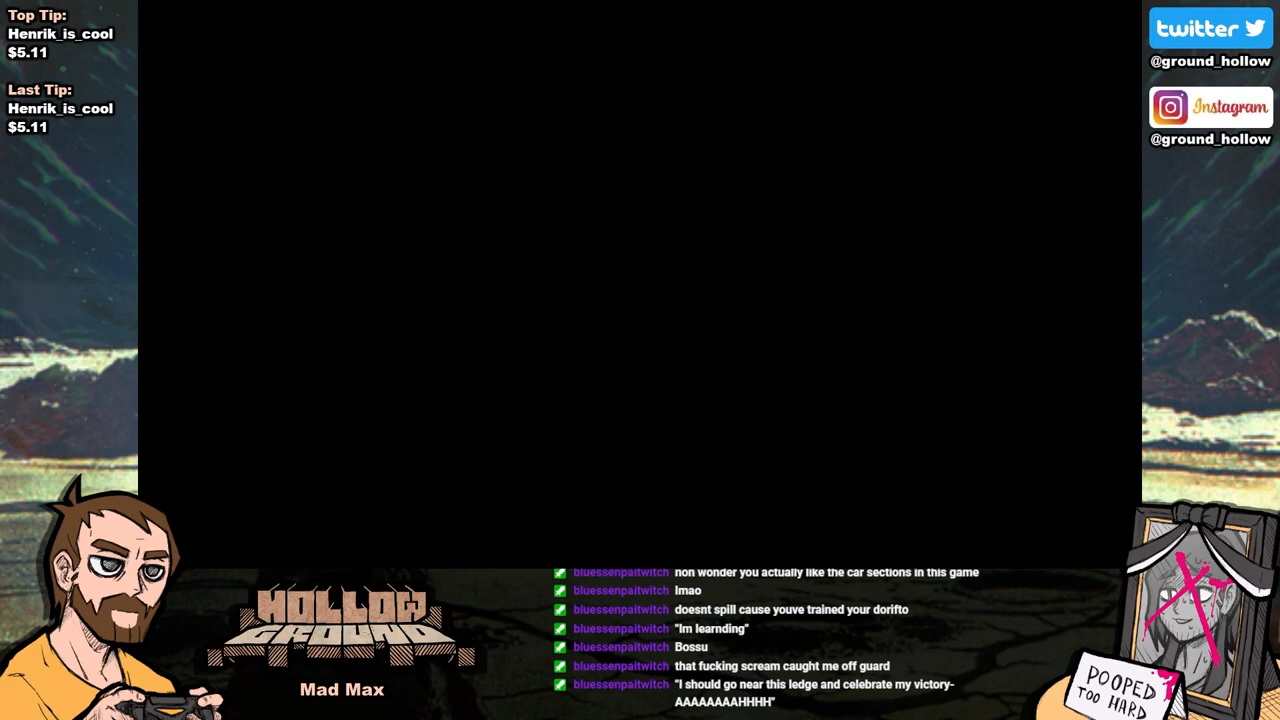 Top Tip:
Henrik_is_cool
$5.11
Last Tip:
Henrik_is_cool
$5.11
twitter
@ground_hollow
Instagram
@ground_hollow
HOLLOW
GROUND
Mad Max
bluessenpaitwitch non wonder you actually like the car sections in this game
bluessenpaitwitch lmao
bluessenpaitwitch doesnt spill cause youve trained your dorifto
bluessenpaitwitch "Im learnding"
bluessenpaitwitch Bossu
bluessenpaitwitch that fucking scream caught me off guard
bluessenpaitwitch "I should go near this ledge and celebrate my victory-
AAAAAAAAHHHH"
POOPED
TOO HARD